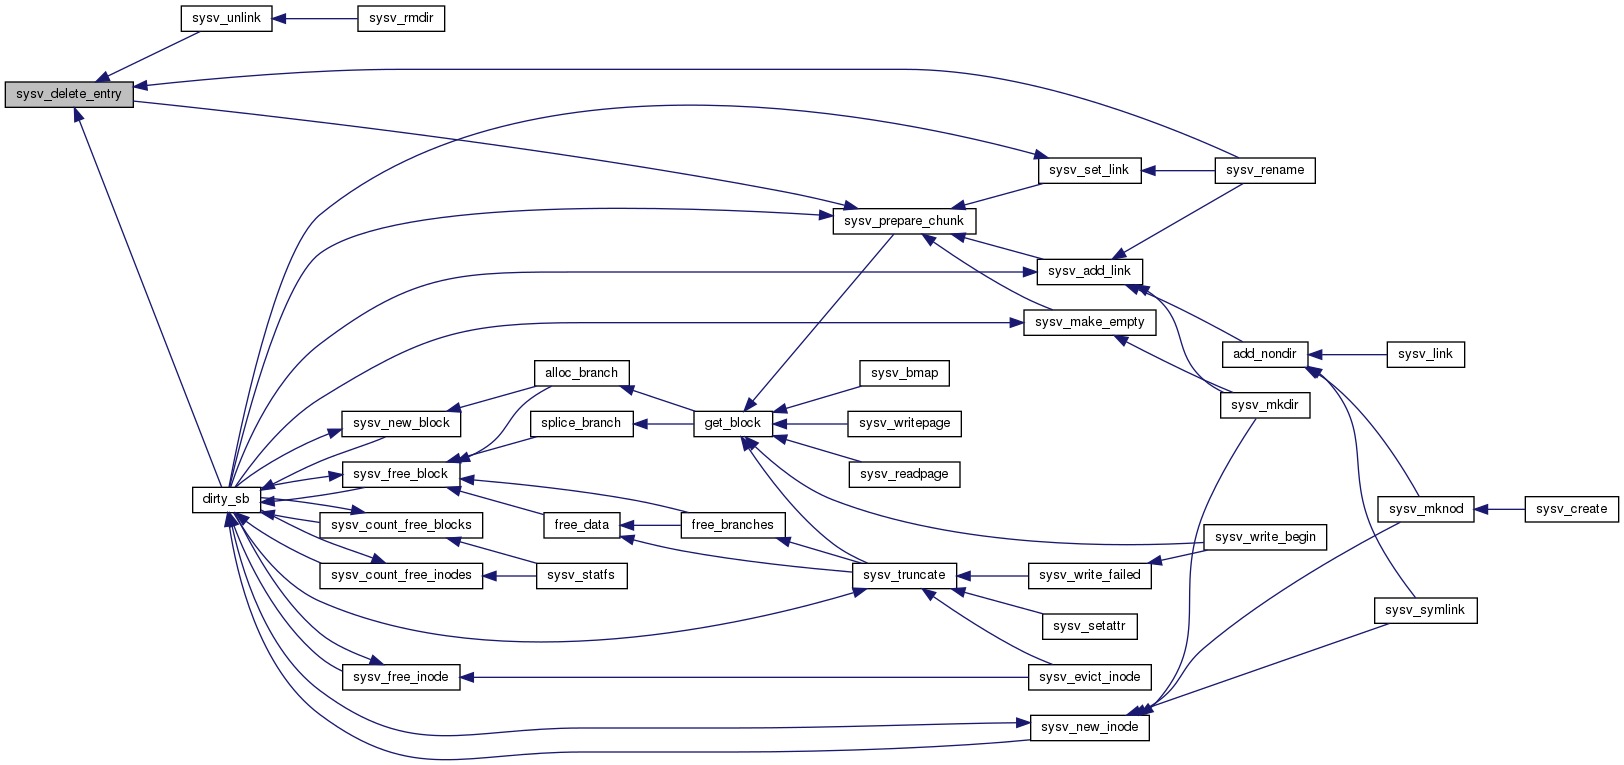 sysv_unlink
sysv_rmdir
sysv_delete_entry
sysv_set_link
sysv_rename
sysv_prepare_chunk
sysv_add_link
sysv_make_empty
add_nondir
sysv_link
alloc_branch
sysv_bmap
sysv_mkdir
sysv_new_block
splice_branch
get_block
sysv_writepage
sysv_free_block
sysv_readpage
dirty_sb
sysv_mknod
sysv_create
sysv_count_free_blocks
free_data
free_branches
sysv_write_begin
sysv_count_free_inodes
sysv_statfs
sysv_truncate
sysv_write_failed
sysv_symlink
sysv_setattr
sysv_free_inode
sysv_evict_inode
sysv_new_inode